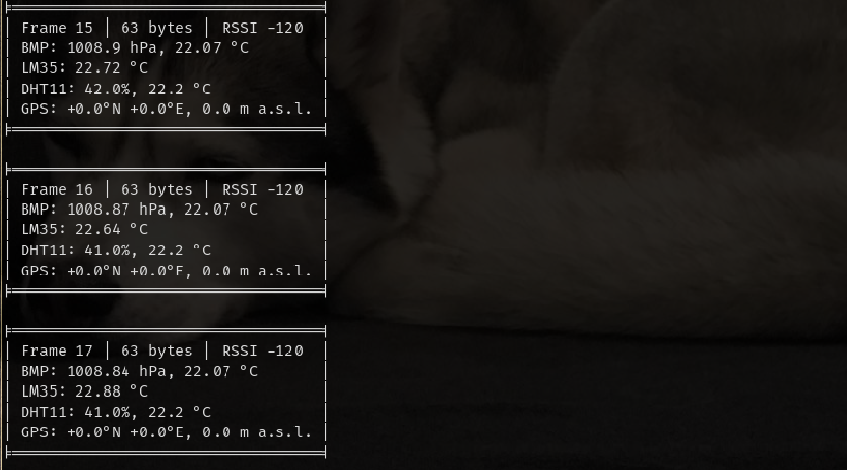 Frame 15 | 63 bytes | RSSI -120
BMP: 1008.9 hPa, 22.07 °C
LM35: 22.72 °C
DHT11: 42.0%, 22.2 °C
GPS: +0.0°N +0.0°E, 0.0 m a.s.l.
Frame 16 | 63 bytes | RSSI -120
BMP: 1008.87 hPa, 22.07 °C
LM35: 22.64 °C
DHT11: 41.0%, 22.2 °C
GPS: +0.0°N +0.0°E, 0.0 m a.s.l.
Frame 17 | 63 bytes | RSSI -120
BMP: 1008.84 hPa, 22.07 °C
LM35: 22.88 °C
DHT11: 41.0%, 22.2 °C
GPS: +0.0°N +0.0°E, 0.0 m a.s.l.